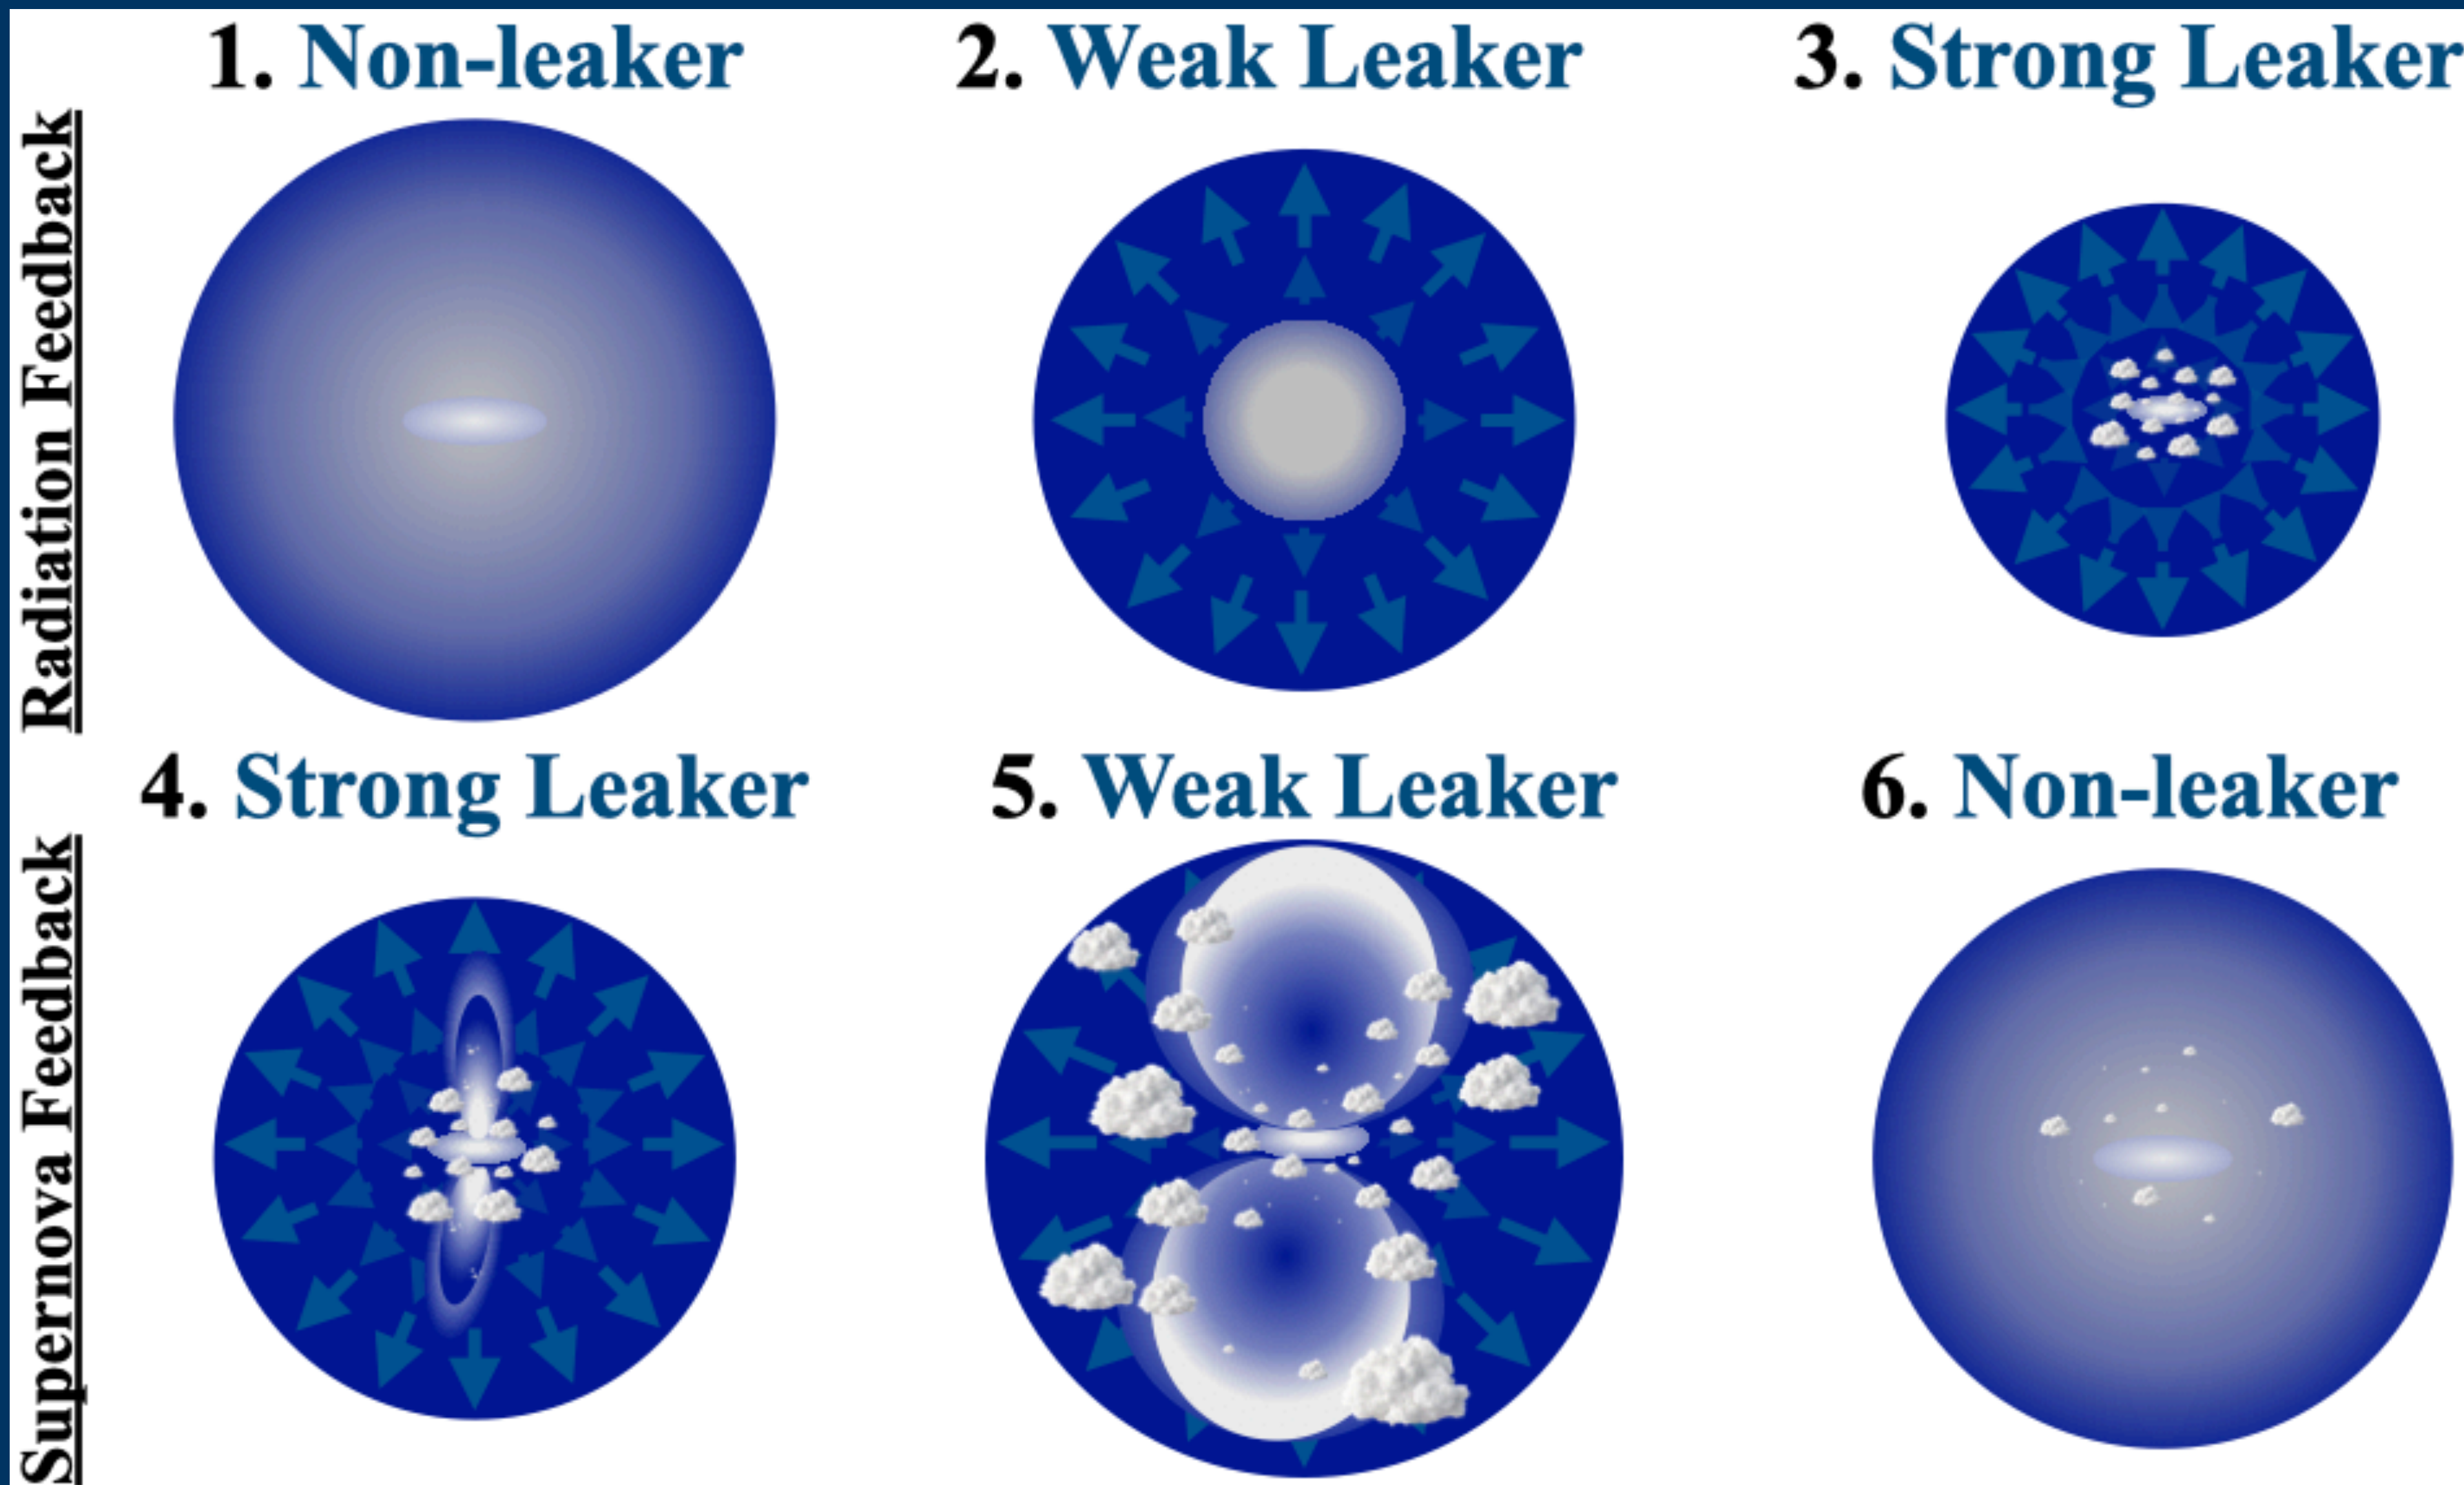 1. Non-leaker
2. Weak Leaker
3. Strong Leaker
Radiation Feedback
4. Strong Leaker
5. Weak Leaker
6. Non-leaker
Supernova Feedback